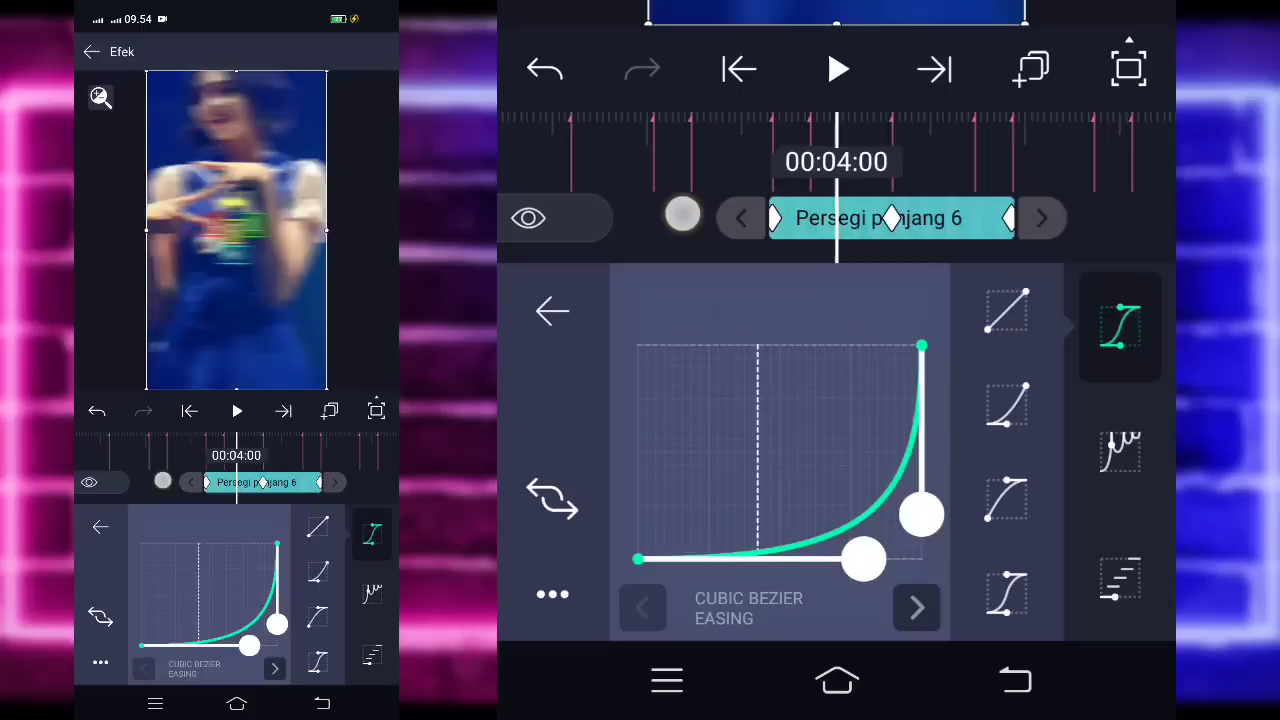 09.54
Efek
00:04:00
Persegi panjang 6
CUBIC BEZIER
EASING
00:04:00
Persegi panjang 6
CUBIC BEZIER
EASING